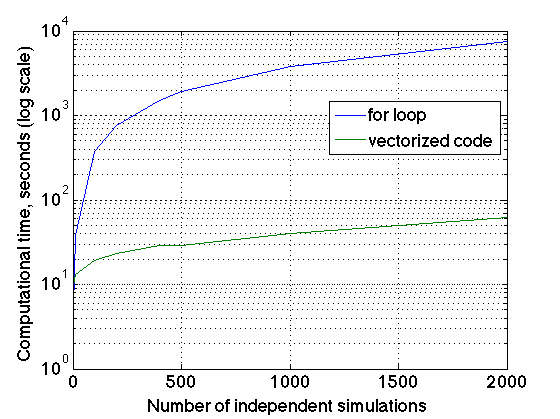 Computational time, seconds (log scale)
10^4
10^3
10^2
10^1
10^0
for loop
vectorized code
0 500 1000 1500 2000
Number of independent simulations